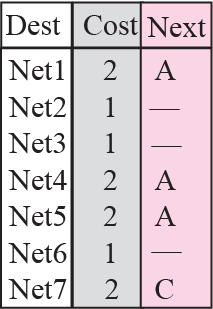 Dest Cost Next
Net1 2 A
Net2 1 —
Net3 1 —
Net4 2 A
Net5 2 A
Net6 1 —
Net7 2 C